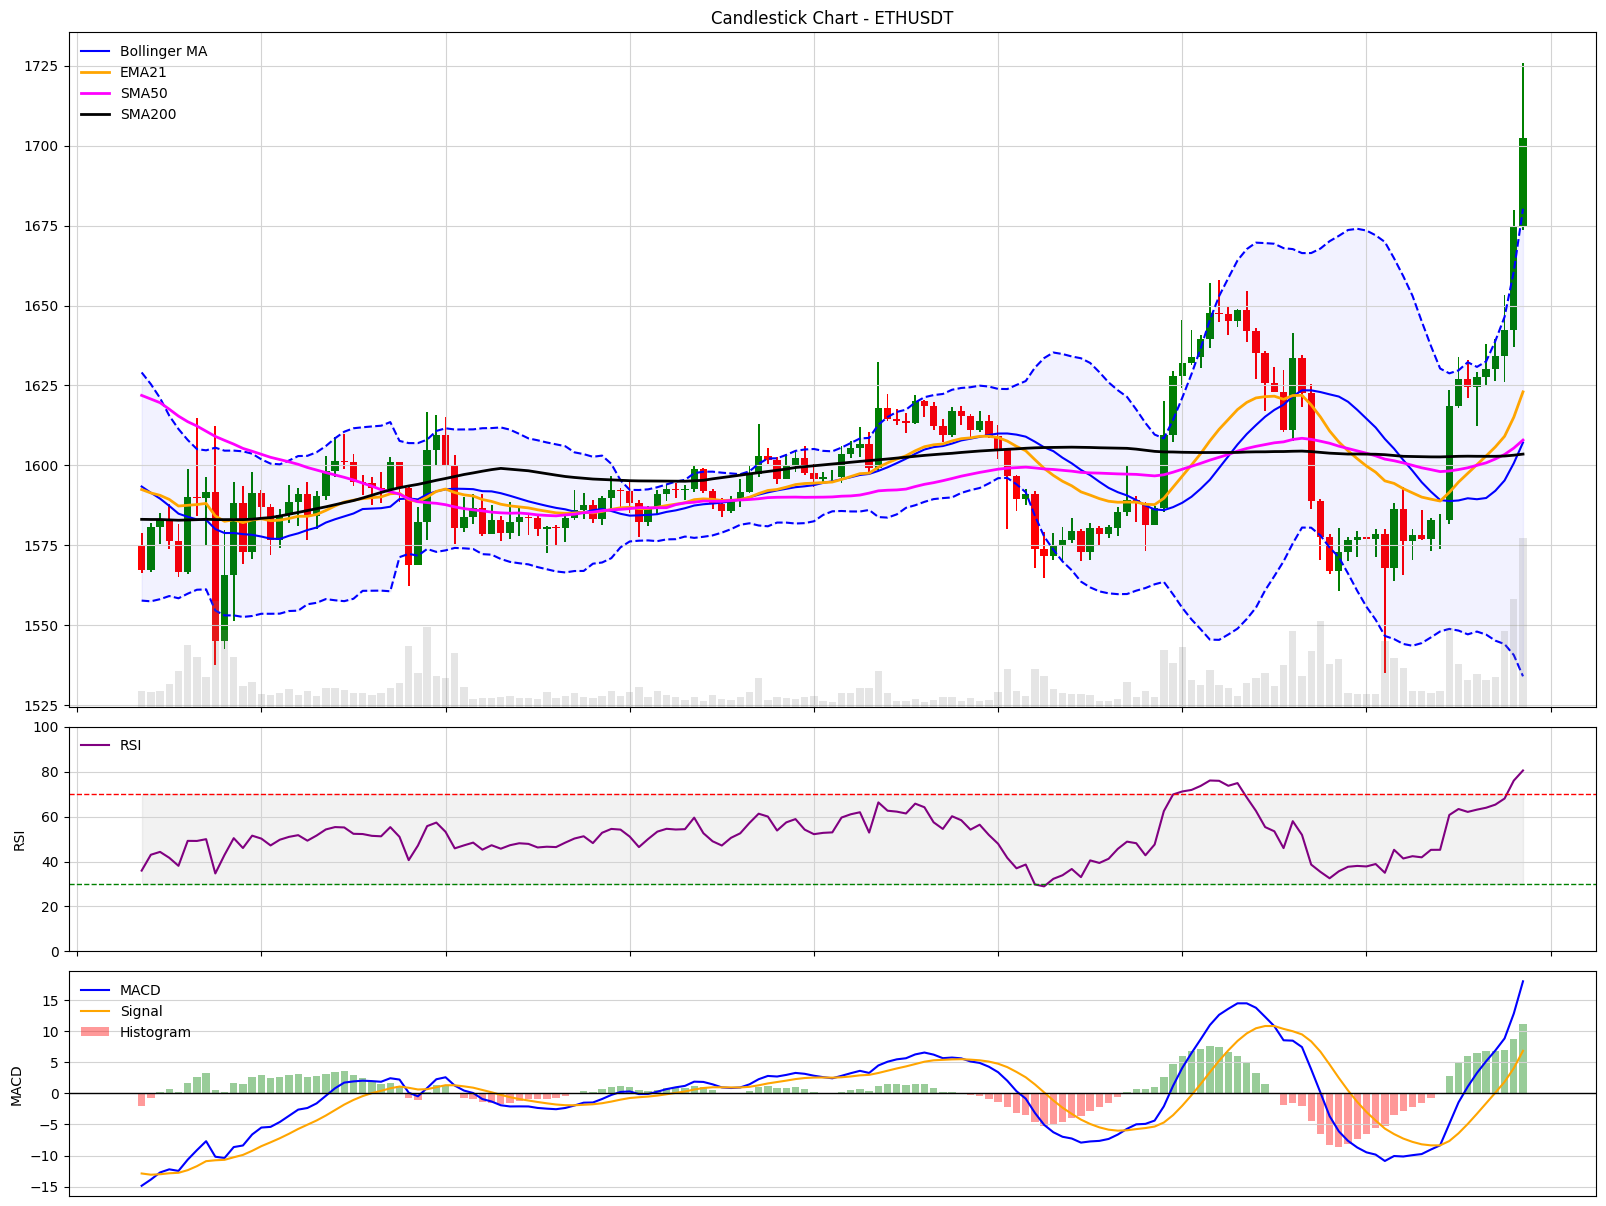 Candlestick Chart - ETHUSDT
Bollinger MA
EMA21
SMA50
SMA200
1725
1700
1675
1650
1625
1600
1575
1550
1525
RSI
RSI
100
80
60
40
20
0
MACD
Signal
Histogram
MACD
15
10
5
0
−5
−10
−15